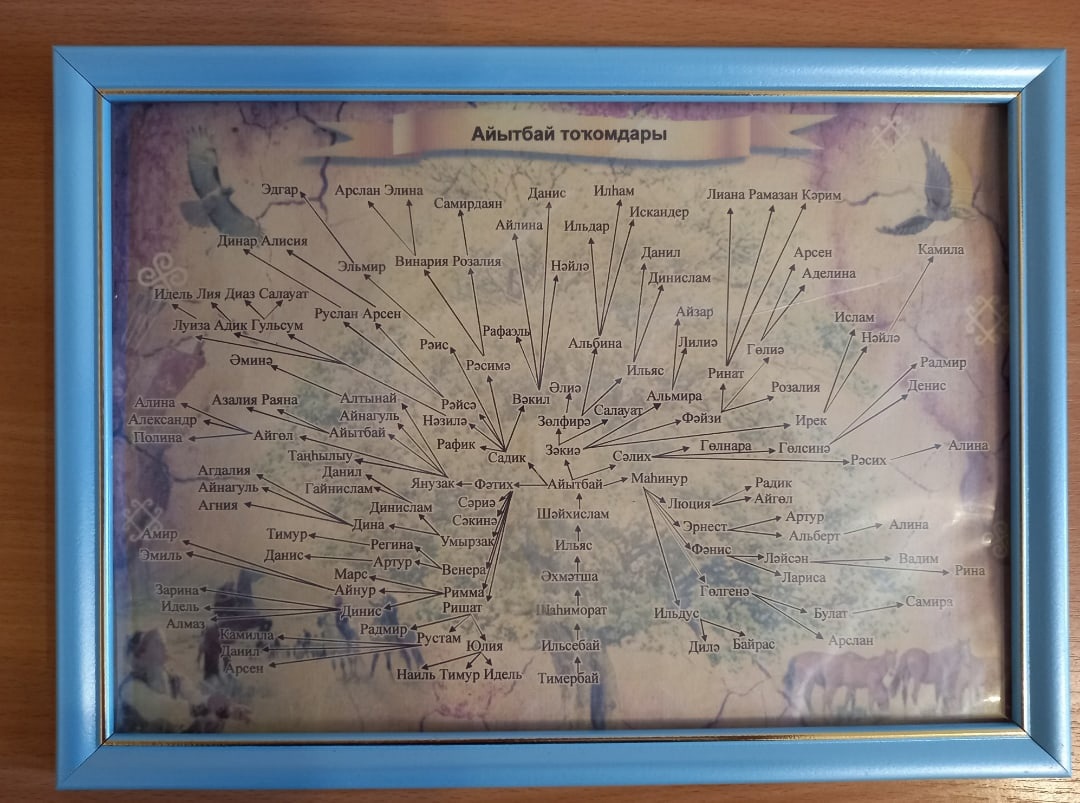 Айытбай тоҡомдары
Эдгар Арслан Элина Данис Илһам Лиана Рамазан Кәрим
Самирдаян Искандер
Айлина Ильдар
Динар Алисия Данил Арсен Камила
Винария Розалия Нәйлә
Эльмир Динислам Аделина
Идель Лия Диаз Салауат
Руслан Арсен Айзар Ислам
Луиза Адик Гульсум Рафаэль
Рәис Альбина Лилиә Гөлиә Нәйлә
Әминә Рәсимә Ильяс Ринат Радмир
Әлиә Розалия Денис
Алтынай Вәкил Альмира
Алина Азалия Раяна Рәйсә
Айнагуль Салауат
Александр Нәзилә Зөлфирә Фәйзи Ирек
Полина Айгөл Айытбай
Рафик Зәкиә Гөлнара Гөлсинә Алина
Таңһылыу Садик Сәлих Рәсих
Агдалия Данил
Янузак Фәтих Айытбай Маһинур Радик
Айнагуль Гайнислам
Агния Динислам Сәриә Люция Айгөл
Сәкинә Шәйхислам Артур
Дина Эрнест Алина
Амир Тимур Умырзак Альберт
Эмиль Регина Ильяс Фәнис
Данис Артур Венера Ләйсән Вадим
Марс Әхмәтша Лариса Рина
Зарина Айнур Римма Гөлгенә
Идель Динис Ришат Шаһиморат Ильдус Булат Самира
Алмаз Радмир
Камилла Рустам Юлия Ильсебай Дилә Байрас Арслан
Данил
Арсен Наиль Тимур Идель Тимербай